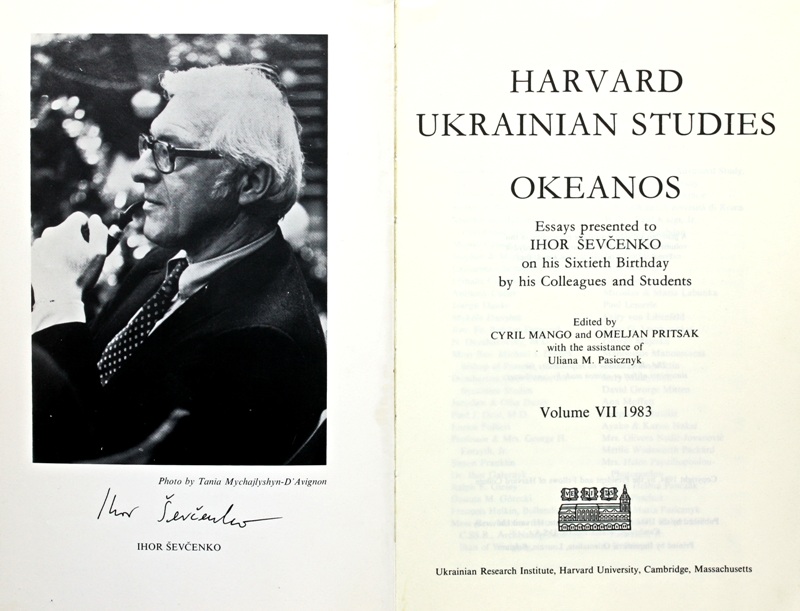 Photo by Tania Mychajlyshyn-D'Avignon
Ihor Ševčenko
IHOR ŠEVČENKO
HARVARD
UKRAINIAN STUDIES
OKEANOS
Essays presented to
IHOR ŠEVČENKO
on his Sixtieth Birthday
by his Colleagues and Students
Edited by
CYRIL MANGO and OMELJAN PRITSAK
with the assistance of
Uliana M. Pasicznyk
Volume VII 1983
Ukrainian Research Institute, Harvard University, Cambridge, Massachusetts